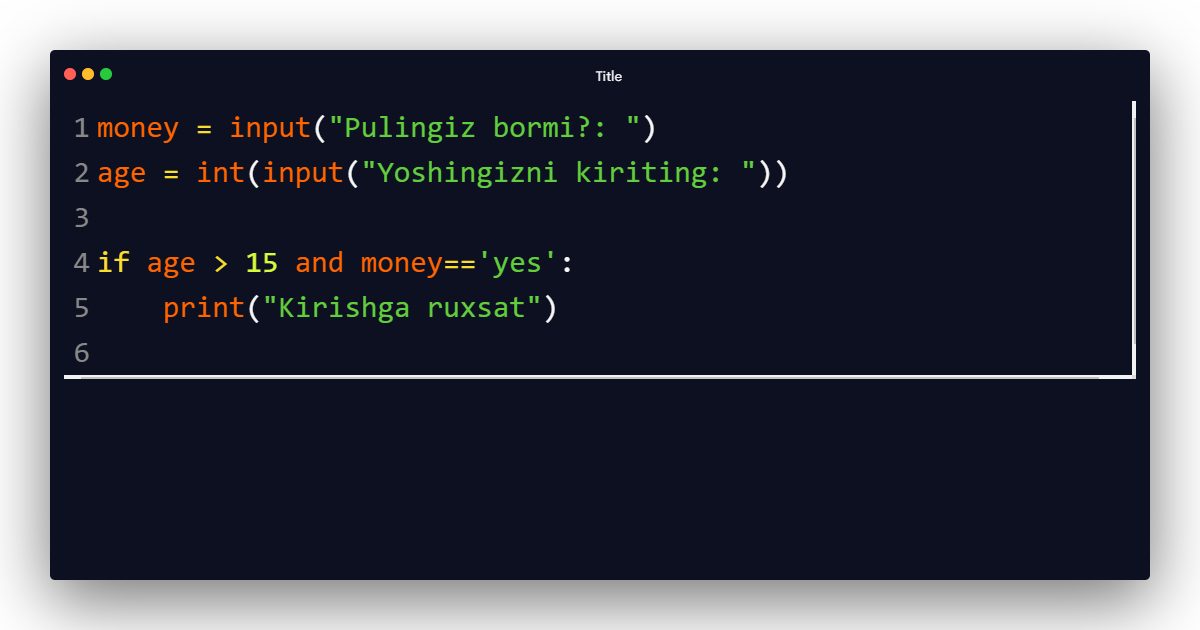 Title
1 money = input("Pulingiz bormi?: ")
2 age = int(input("Yoshingizni kiriting: "))
3
4 if age > 15 and money=='yes':
5     print("Kirishga ruxsat")
6